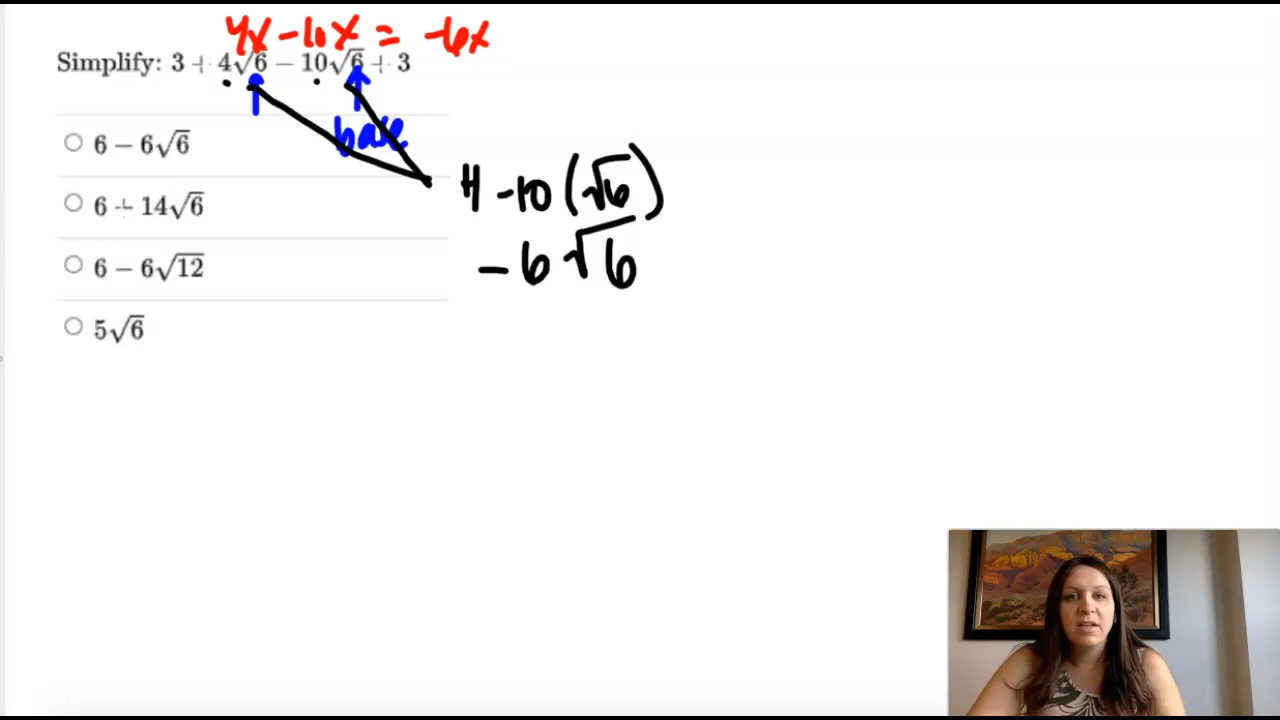 4x - 10x = -6x
Simplify: 3 + 4√6 − 10√6 + 3
base
6 − 6√6
6 + 14√6
6 − 6√12
5√6
4 - 10 (√6)
- 6 √6